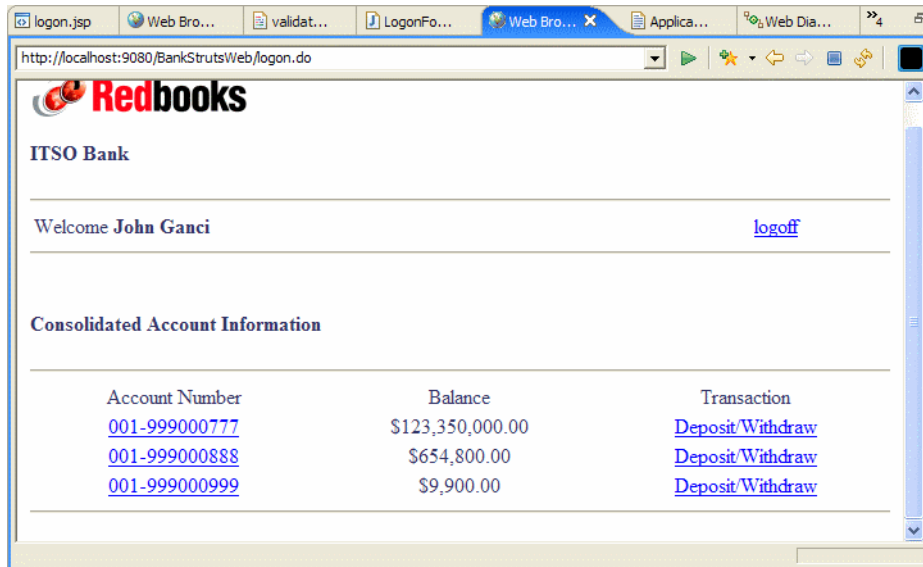 logon.jsp Web Bro... validat... LogonFo... Web Bro... Applica... Web Dia... »4
http://localhost:9080/BankStrutsWeb/logon.do
Redbooks
ITSO Bank
Welcome John Ganci logoff
Consolidated Account Information
Account Number Balance Transaction
001-999000777 $123,350,000.00 Deposit/Withdraw
001-999000888 $654,800.00 Deposit/Withdraw
001-999000999 $9,900.00 Deposit/Withdraw